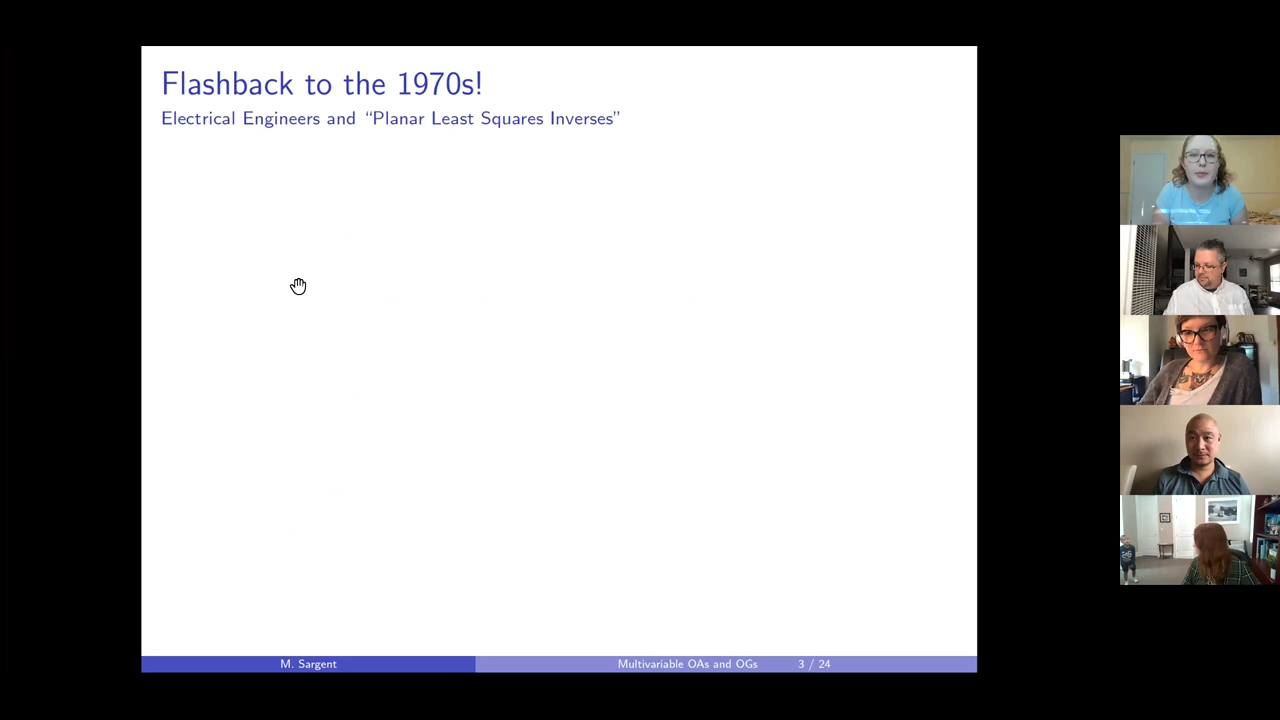 Flashback to the 1970s!
Electrical Engineers and “Planar Least Squares Inverses”
M. Sargent
Multivariable OAs and OGs
3 / 24